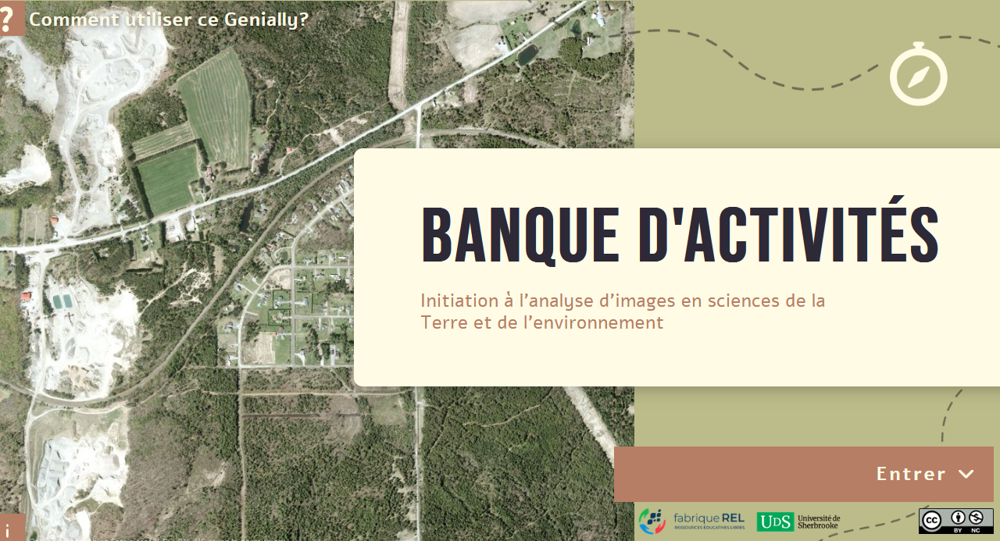 ?
Comment utiliser ce Genially?
BANQUE D'ACTIVITÉS
Initiation à l'analyse d'images en sciences de la
Terre et de l'environnement
Entrer
i
fabrique REL
RESSOURCES ÉDUCATIVES LIBRES
UDS Université de
Sherbrooke
cc
BY NC